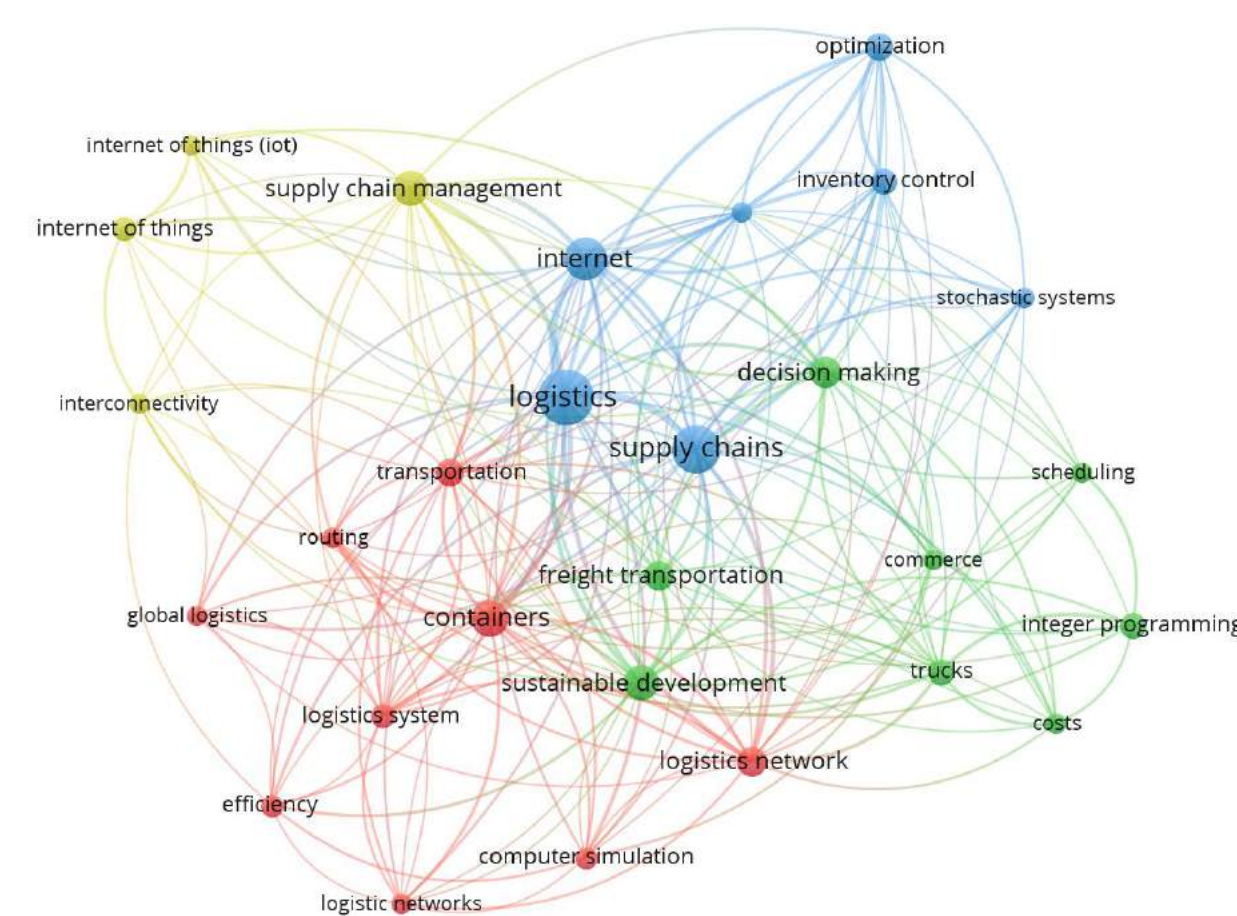 optimization
internet of things (iot)
supply chain management
inventory control
internet of things
internet
stochastic systems
decision making
logistics
interconnectivity
supply chains
transportation
scheduling
routing
commerce
freight transportation
global logistics
containers
integer programming
trucks
sustainable development
logistics system
costs
logistics network
efficiency
computer simulation
logistic networks